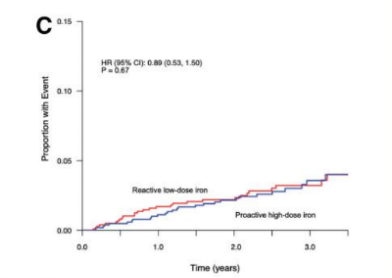 C
0.15
HR (95% CI): 0.89 (0.53, 1.50)
P = 0.67
0.10
Proportion with Event
0.05
Reactive low-dose iron
Proactive high-dose iron
0.00
0.0 1.0 2.0 3.0
Time (years)